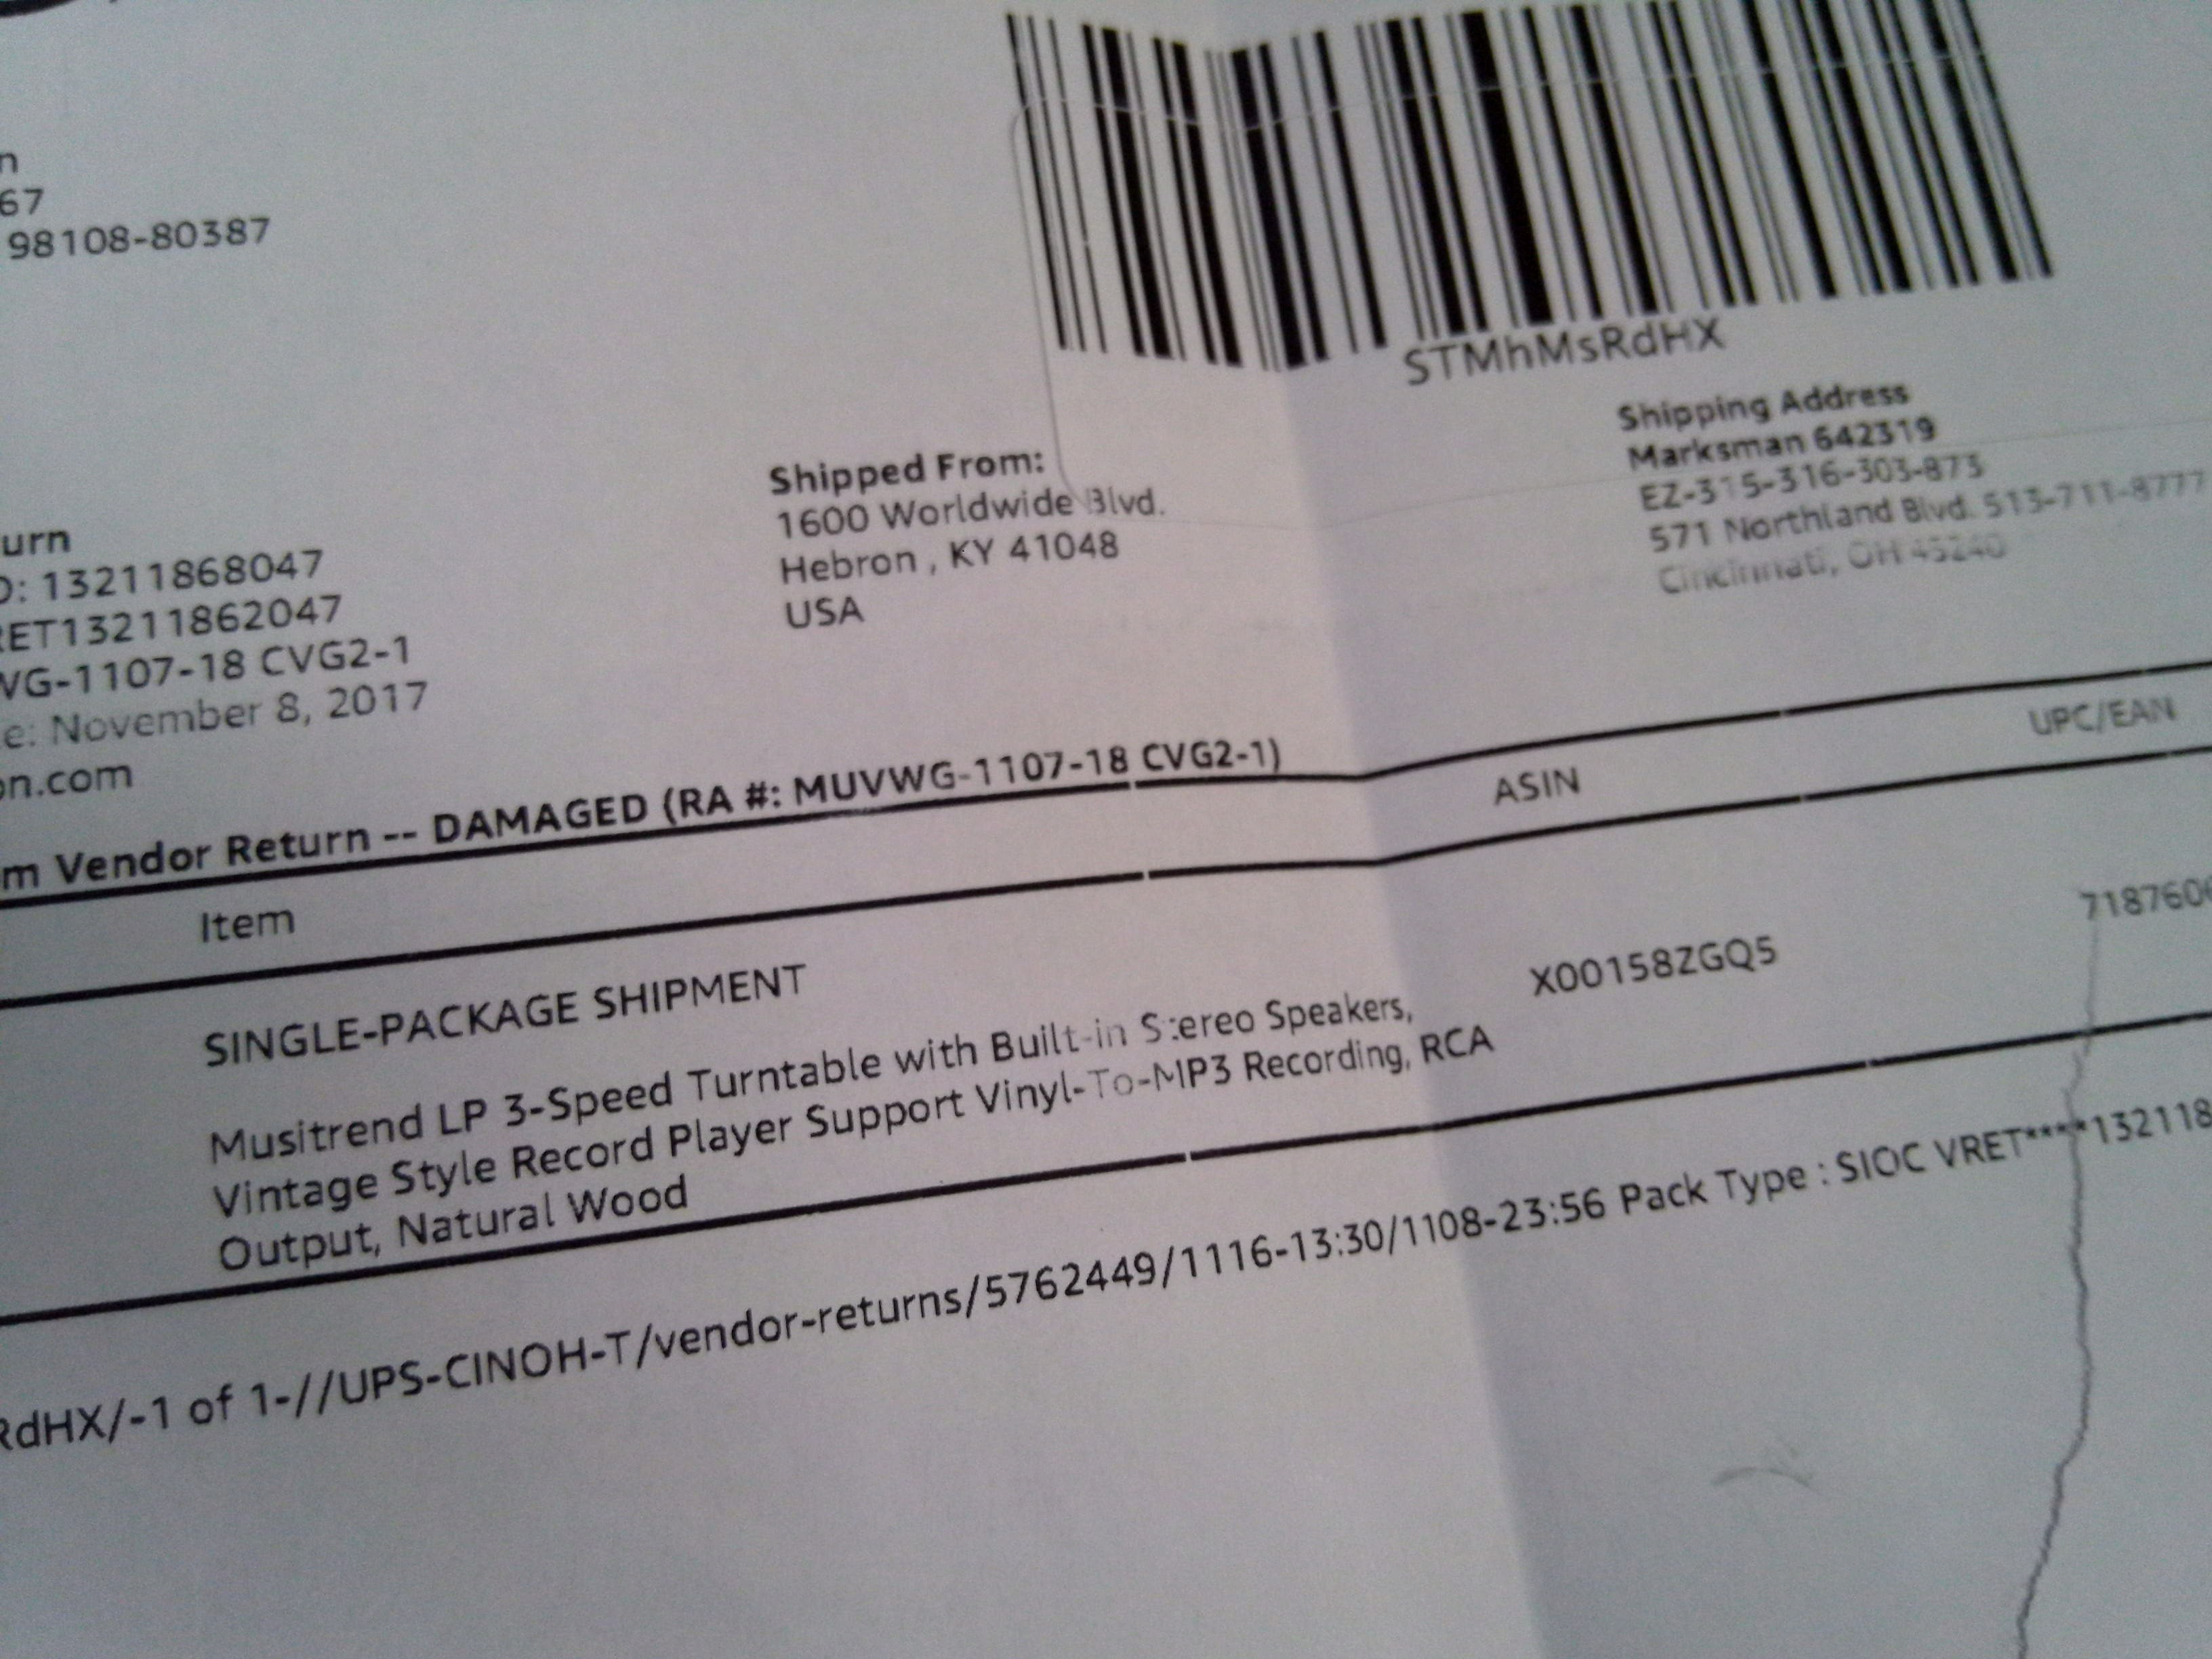 n
67
98108-80387
STMhMsRdHX
Shipping Address
Marksman 642319
EZ-315-316-303-873
571 Northland Blvd. 513-711-8777
Cincinnati, OH 45240
Shipped From:
1600 Worldwide Blvd.
Hebron , KY 41048
USA
urn
D: 13211868047
RET13211862047
WG-1107-18 CVG2-1
e: November 8, 2017
on.com
m Vendor Return -- DAMAGED (RA #: MUVWG-1107-18 CVG2-1)
Item ASIN UPC/EAN
SINGLE-PACKAGE SHIPMENT
Musitrend LP 3-Speed Turntable with Built-in Stereo Speakers,
Vintage Style Record Player Support Vinyl-To-MP3 Recording, RCA
Output, Natural Wood
X00158ZGQ5
718760
RdHX/-1 of 1-//UPS-CINOH-T/vendor-returns/5762449/1116-13:30/1108-23:56 Pack Type : SIOC VRET****132118